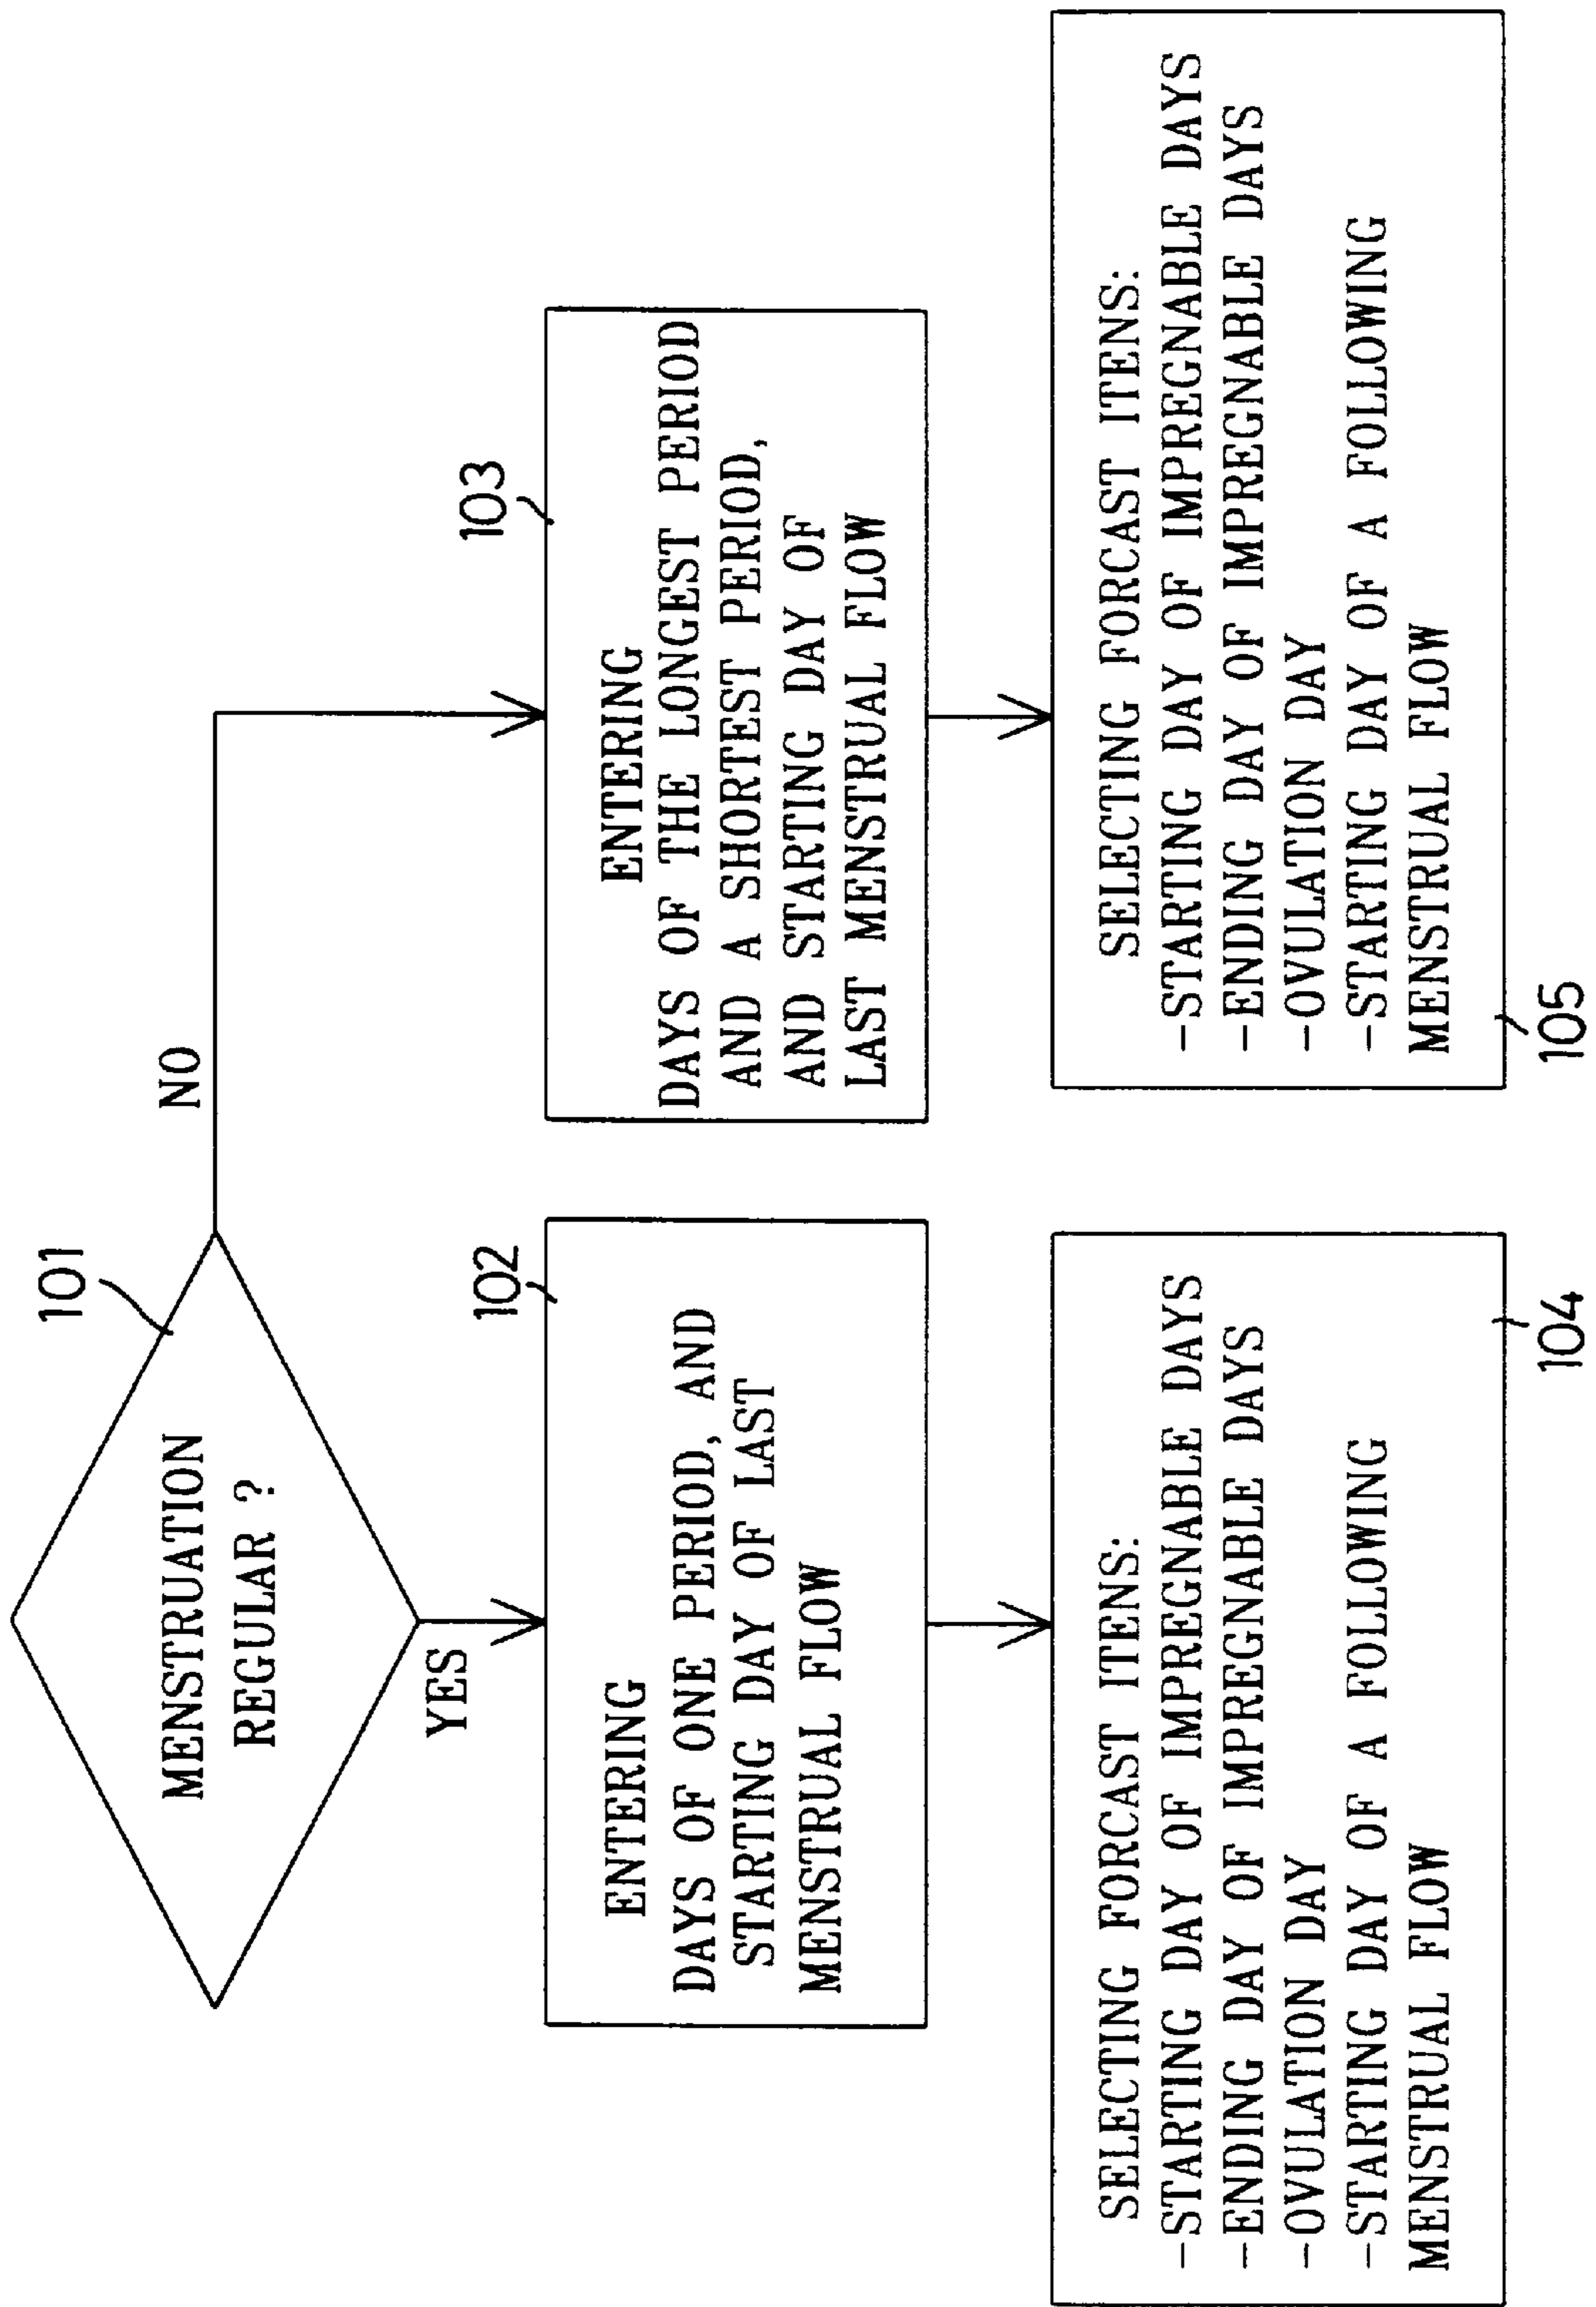 101
MENSTRUATION
REGULAR ?
NO
YES
102
ENTERING
DAYS OF ONE PERIOD, AND
STARTING DAY OF LAST
MENSTRUAL FLOW
103
ENTERING
DAYS OF THE LONGEST PERIOD
AND A SHORTEST PERIOD,
AND STARTING DAY OF
LAST MENSTRUAL FLOW
SELECTING FORCAST ITENS:
-STARTING DAY OF IMPREGNABLE DAYS
-ENDING DAY OF IMPREGNABLE DAYS
-OVULATION DAY
-STARTING DAY OF A FOLLOWING
MENSTRUAL FLOW
104
SELECTING FORCAST ITENS:
-STARTING DAY OF IMPREGNABLE DAYS
-ENDING DAY OF IMPREGNABLE DAYS
-OVULATION DAY
-STARTING DAY OF A FOLLOWING
MENSTRUAL FLOW
105